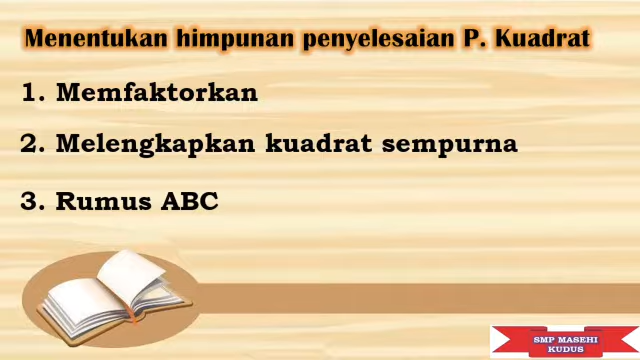 Menentukan himpunan penyelesaian P. Kuadrat
1. Memfaktorkan
2. Melengkapkan kuadrat sempurna
3. Rumus ABC
SMP MASEHI
KUDUS